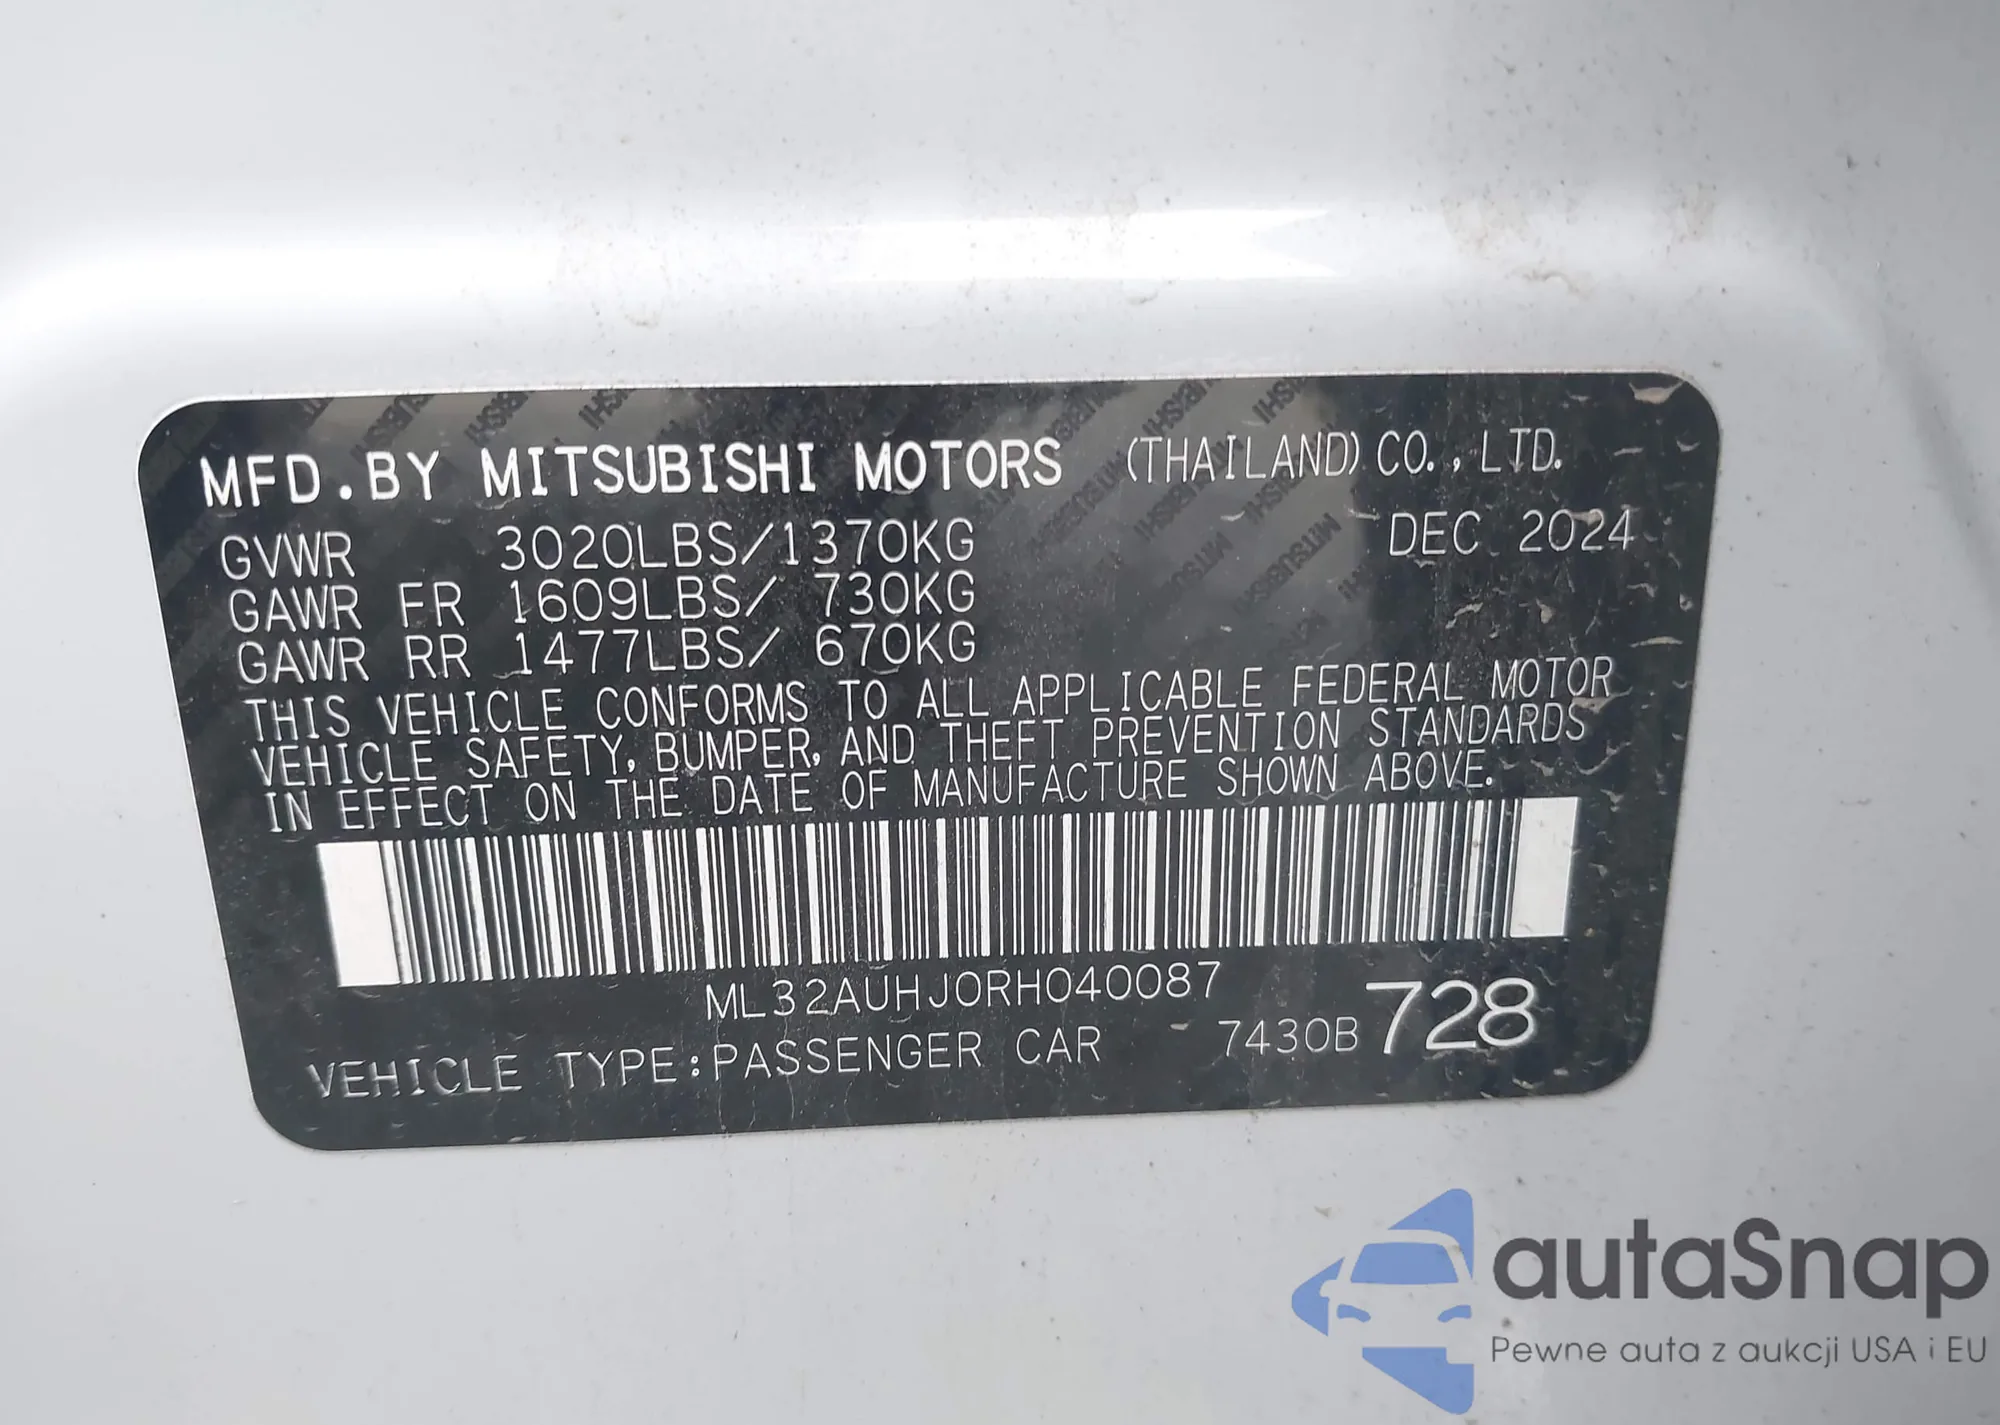 MFD.BY MITSUBISHI MOTORS (THAILAND) CO., LTD.
GVWR 3020LBS/1370KG DEC 2024
GAWR FR 1609LBS/ 730KG
GAWR RR 1477LBS/ 670KG
THIS VEHICLE CONFORMS TO ALL APPLICABLE FEDERAL MOTOR
VEHICLE SAFETY, BUMPER, AND THEFT PREVENTION STANDARDS
IN EFFECT ON THE DATE OF MANUFACTURE SHOWN ABOVE.
ML32AUHJ0RH040087
VEHICLE TYPE:PASSENGER CAR 7430B 728
autaSnap
Pewne auta z aukcji USA i EU